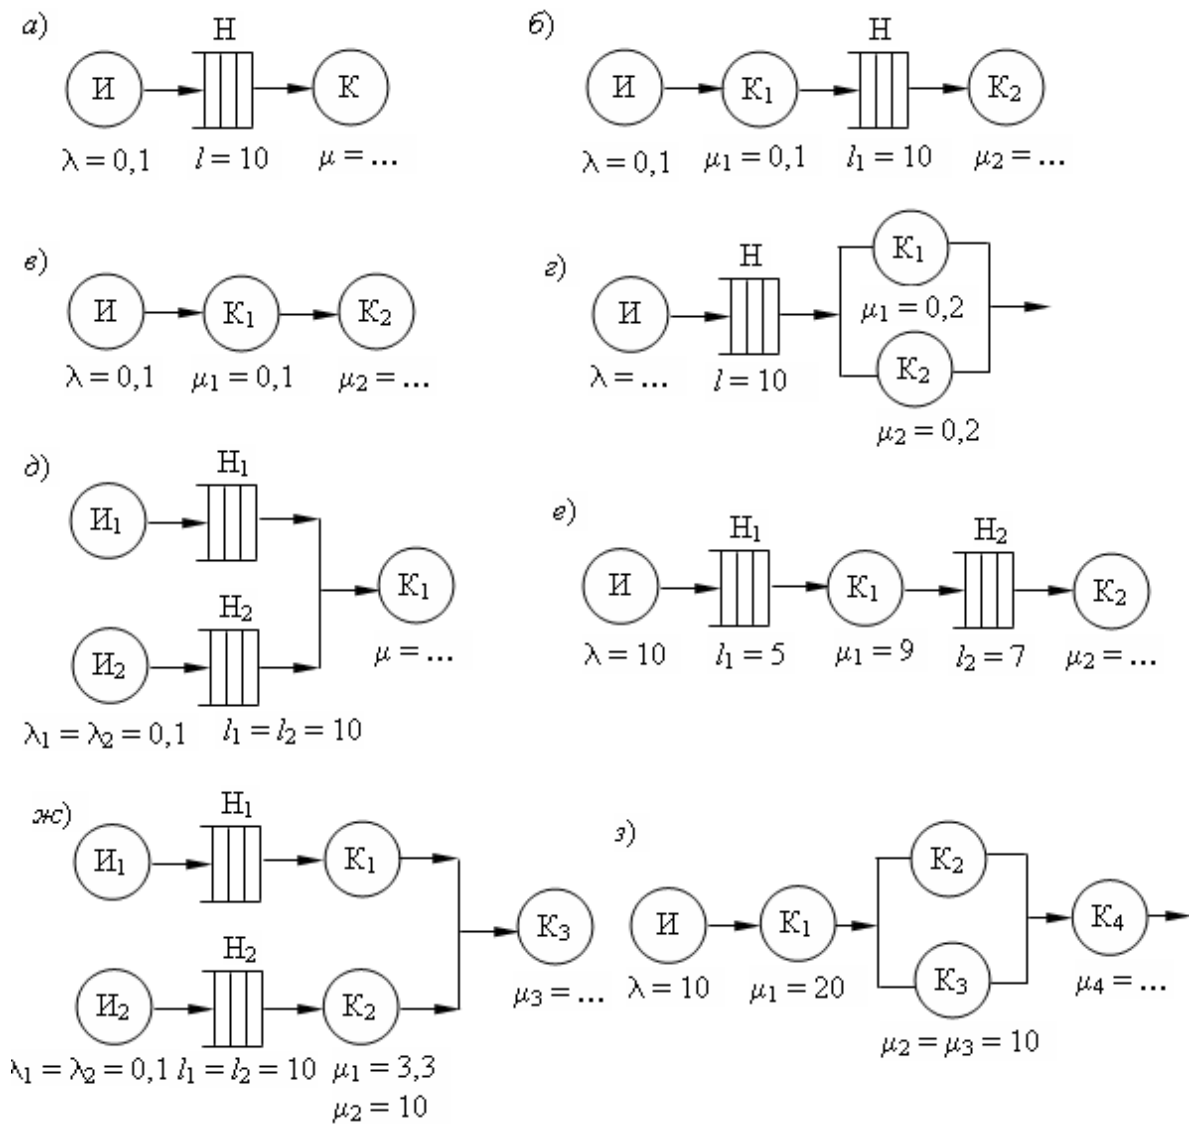 а)
Н
И
К
λ = 0,1
l = 10
μ = ...
б)
Н
И
К₁
К₂
λ = 0,1
μ₁ = 0,1
l₁ = 10
μ₂ = ...
в)
И
К₁
К₂
λ = 0,1
μ₁ = 0,1
μ₂ = ...
г)
Н
К₁
И
μ₁ = 0,2
К₂
λ = ...
l = 10
μ₂ = 0,2
д)
Н₁
И₁
К₁
Н₂
И₂
μ = ...
λ₁ = λ₂ = 0,1
l₁ = l₂ = 10
е)
Н₁
Н₂
И
К₁
К₂
λ = 10
l₁ = 5
μ₁ = 9
l₂ = 7
μ₂ = ...
ж)
Н₁
И₁
К₁
К₃
Н₂
И₂
К₂
μ₃ = ...
λ₁ = λ₂ = 0,1
l₁ = l₂ = 10
μ₁ = 3,3
μ₂ = 10
з)
К₂
И
К₁
К₄
К₃
λ = 10
μ₁ = 20
μ₄ = ...
μ₂ = μ₃ = 10